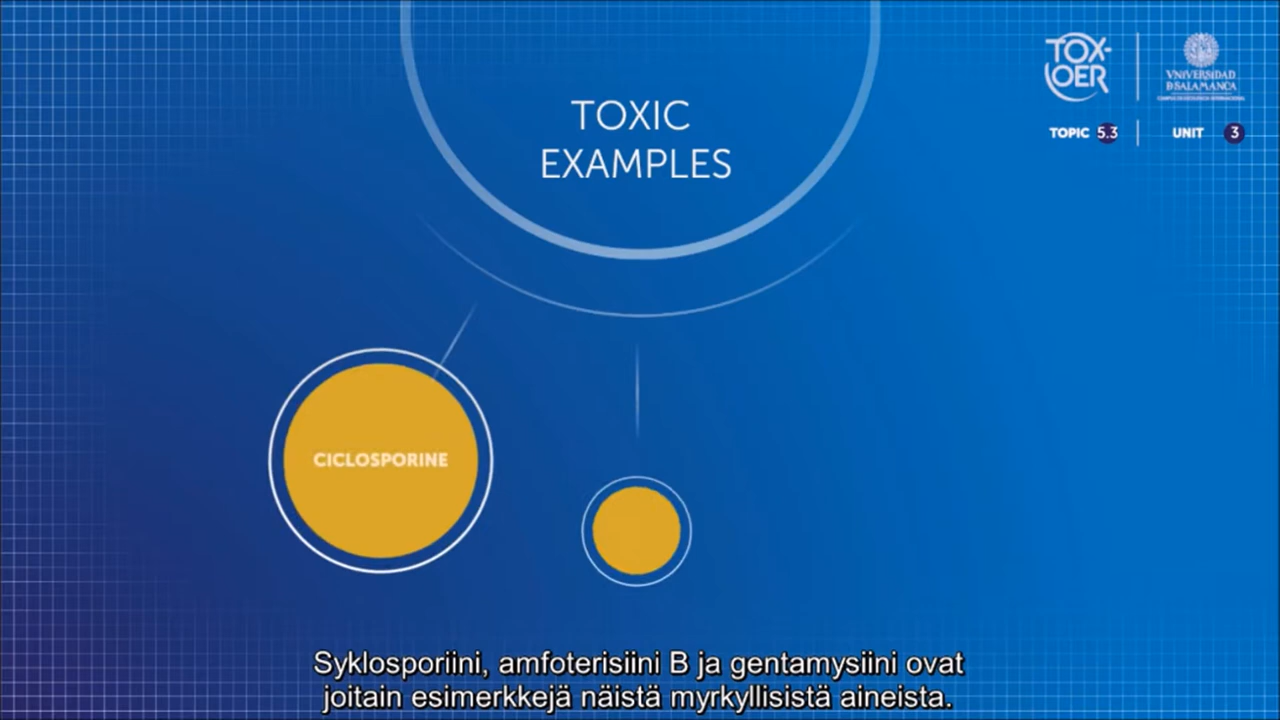 TOXIC
EXAMPLES
TOX-
OER
VNIVERSIDAD
D SALAMANCA
TOPIC 5.3
UNIT 3
CICLOSPORINE
Syklosporiini, amfoterisiini B ja gentamysiini ovat
joitain esimerkkejä näistä myrkyllisistä aineista.